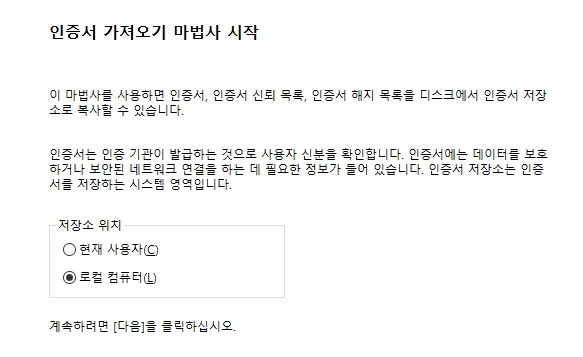 인증서 가져오기 마법사 시작
이 마법사를 사용하면 인증서, 인증서 신뢰 목록, 인증서 해지 목록을 디스크에서 인증서 저장
소로 복사할 수 있습니다.
인증서는 인증 기관이 발급하는 것으로 사용자 신분을 확인합니다. 인증서에는 데이터를 보호
하거나 보안된 네트워크 연결을 하는 데 필요한 정보가 들어 있습니다. 인증서 저장소는 인증
서를 저장하는 시스템 영역입니다.
저장소 위치
현재 사용자(C)
로컬 컴퓨터(L)
계속하려면 [다음]을 클릭하십시오.